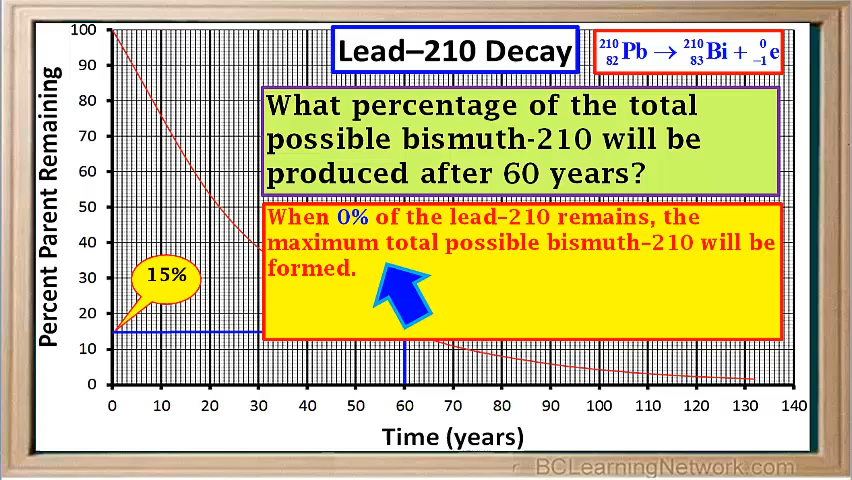 Lead–210 Decay
²¹⁰₈₂Pb → ²¹⁰₈₃Bi + ⁰₋₁e
What percentage of the total
possible bismuth-210 will be
produced after 60 years?
When 0% of the lead–210 remains, the
maximum total possible bismuth–210 will be
formed.
15%
Percent Parent Remaining
100
90
80
70
60
50
40
30
20
10
0
0 10 20 30 40 50 60 70 80 90 100 110 120 130 140
Time (years)
BCLearningNetwork.com